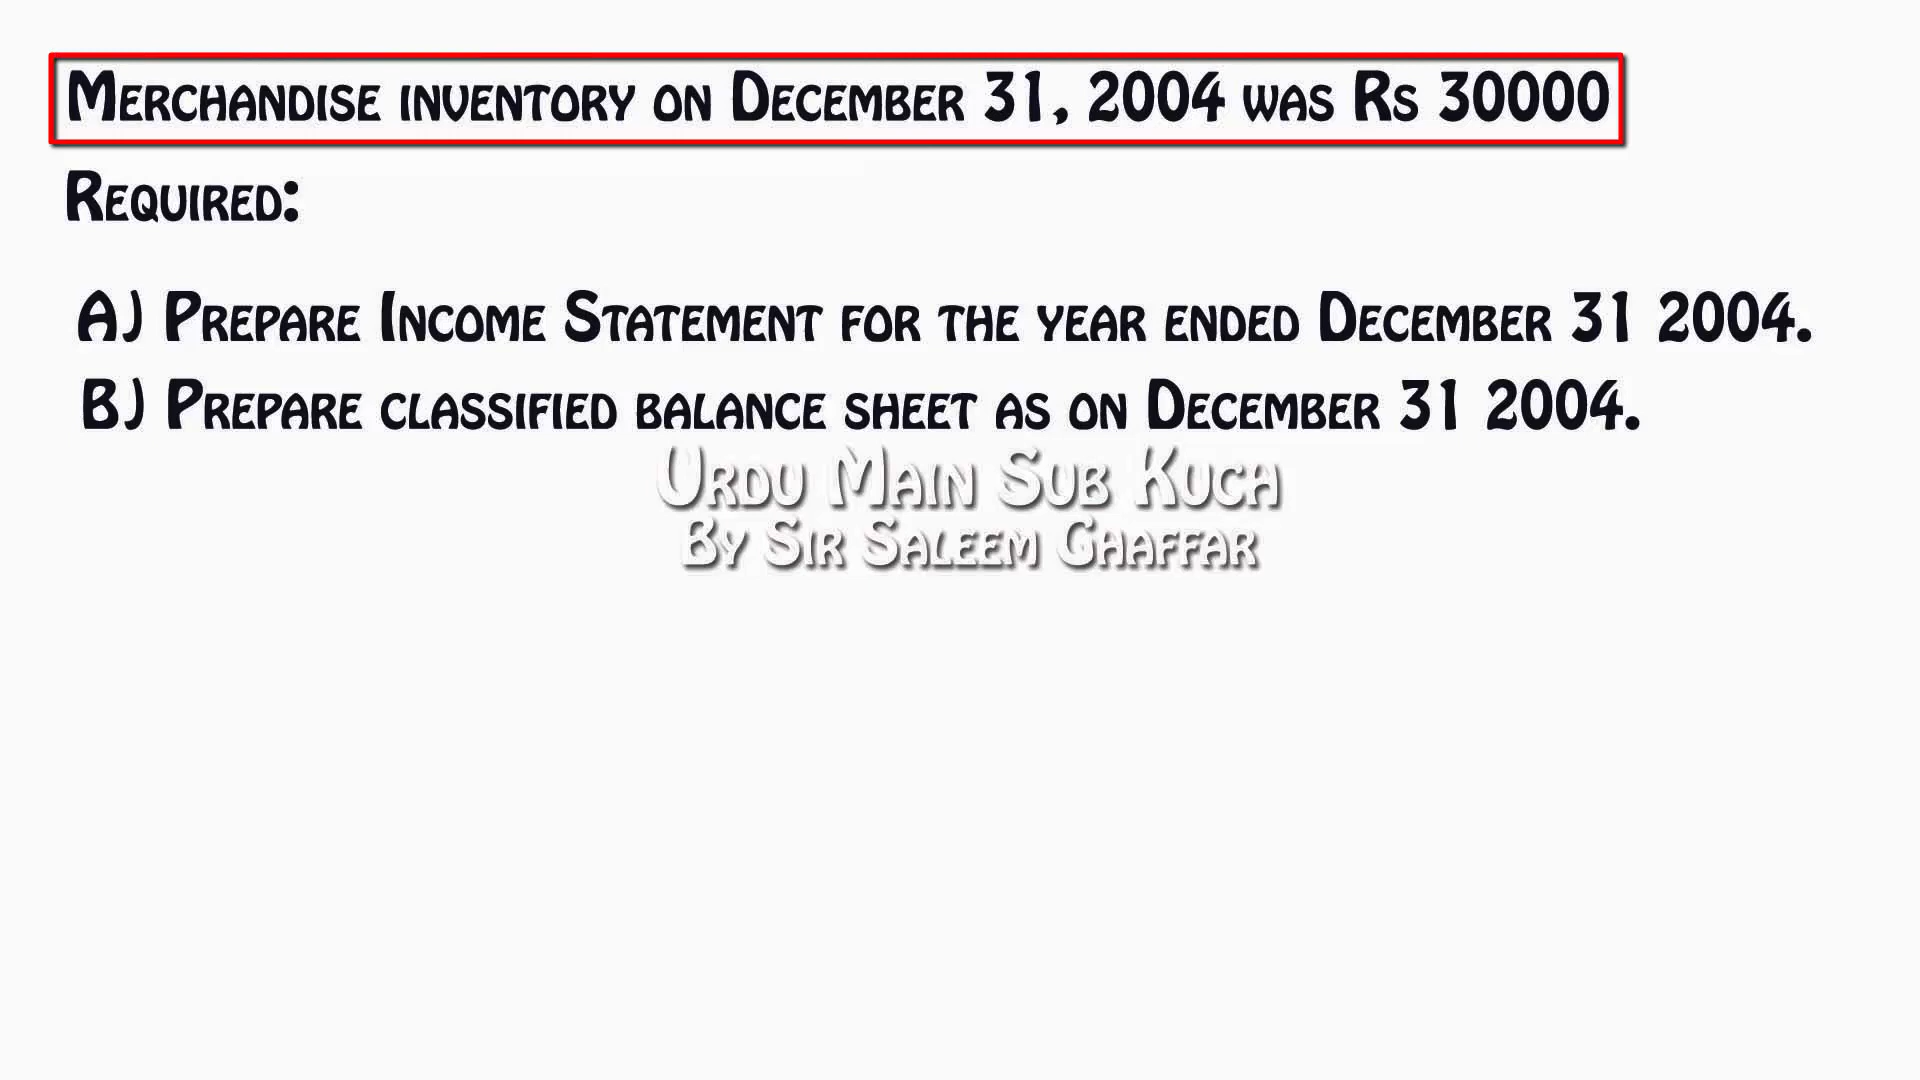 Merchandise inventory on December 31, 2004 was Rs 30000
Required:
A) Prepare Income Statement for the year ended December 31 2004.
B) Prepare classified balance sheet as on December 31 2004.
Urdu Main Sub Kuch
By Sir Saleem Ghaffar